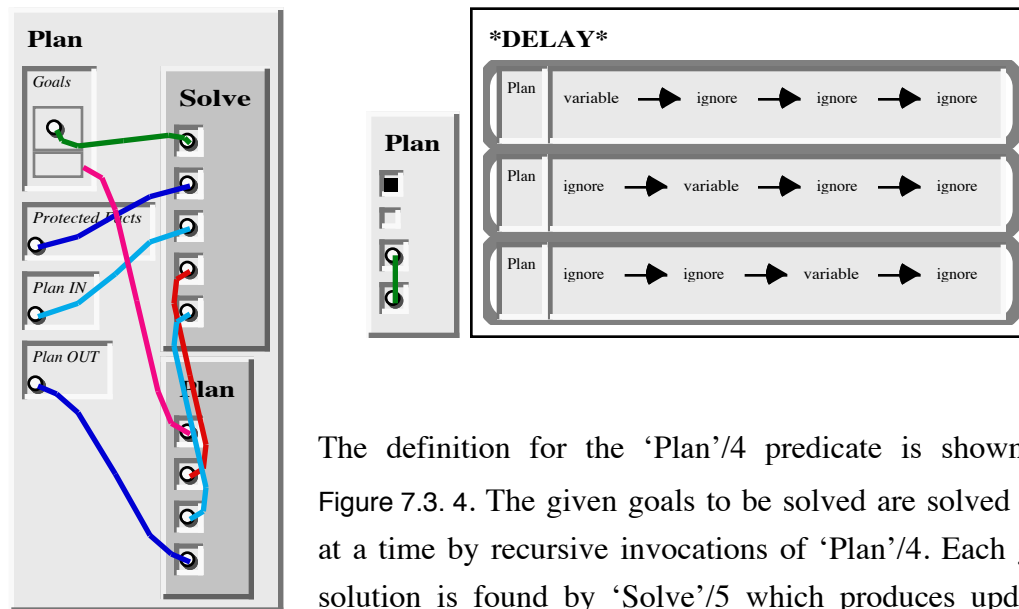 Plan
Goals
Solve
Protected Facts
Plan IN
Plan OUT
Plan
Plan
*DELAY*
Plan variable ignore ignore ignore
Plan ignore variable ignore ignore
Plan ignore ignore variable ignore
The definition for the ‘Plan’/4 predicate is shown
Figure 7.3. 4. The given goals to be solved are solved
at a time by recursive invocations of ‘Plan’/4. Each
solution is found by ‘Solve’/5 which produces